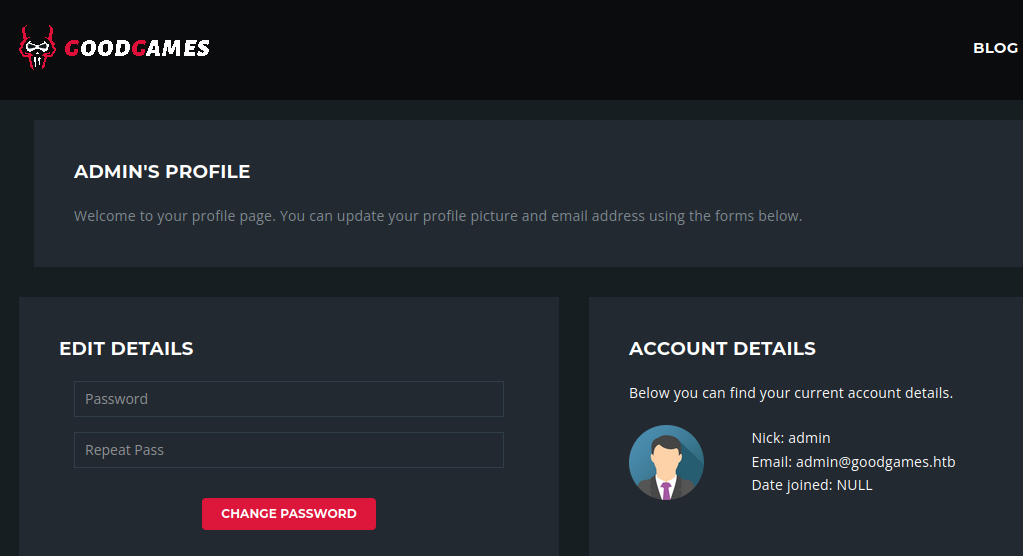 GOODGAMES
BLOG
ADMIN'S PROFILE
Welcome to your profile page. You can update your profile picture and email address using the forms below.
EDIT DETAILS
Password
Repeat Pass
CHANGE PASSWORD
ACCOUNT DETAILS
Below you can find your current account details.
Nick: admin
Email: admin@goodgames.htb
Date joined: NULL